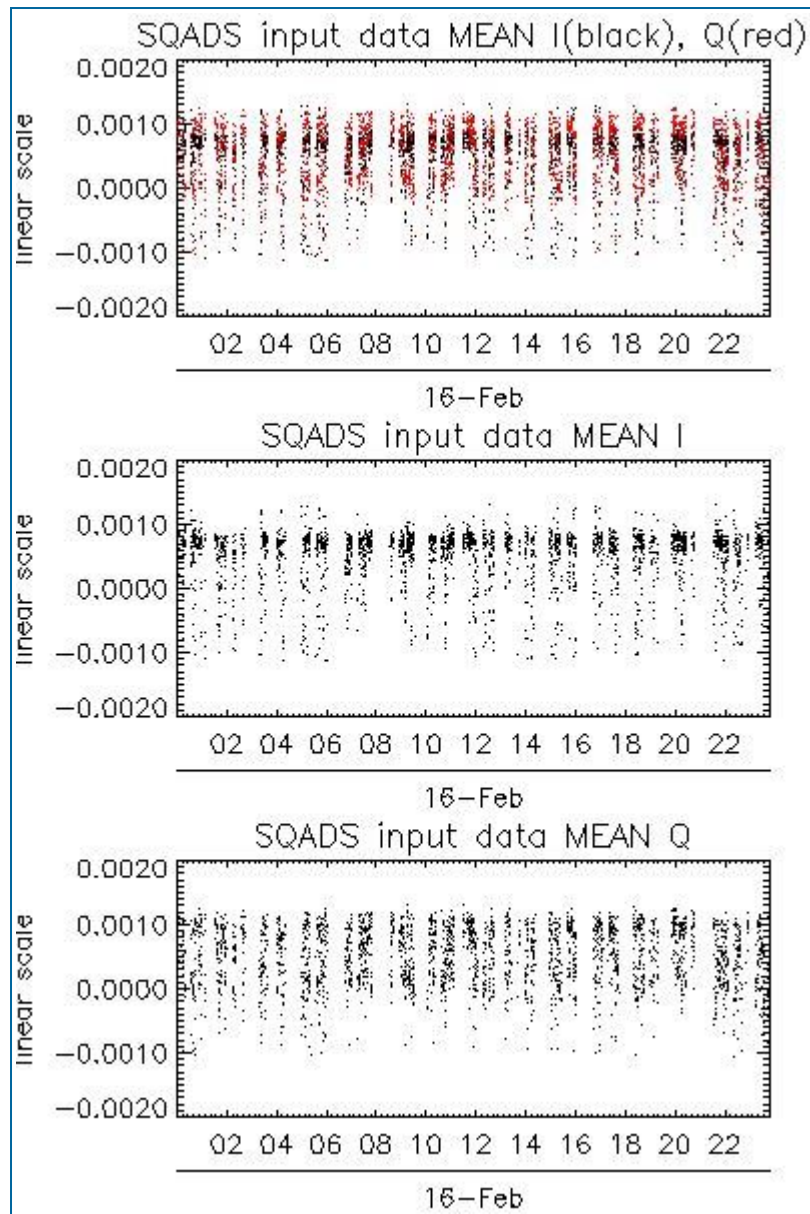 SQADS input data MEAN I(black), Q(red)
0.0020
0.0010
0.0000
−0.0010
−0.0020
linear scale
02 04 06 08 10 12 14 16 18 20 22
16−Feb
SQADS input data MEAN I
0.0020
0.0010
0.0000
−0.0010
−0.0020
linear scale
02 04 06 08 10 12 14 16 18 20 22
16−Feb
SQADS input data MEAN Q
0.0020
0.0010
0.0000
−0.0010
−0.0020
linear scale
02 04 06 08 10 12 14 16 18 20 22
16−Feb